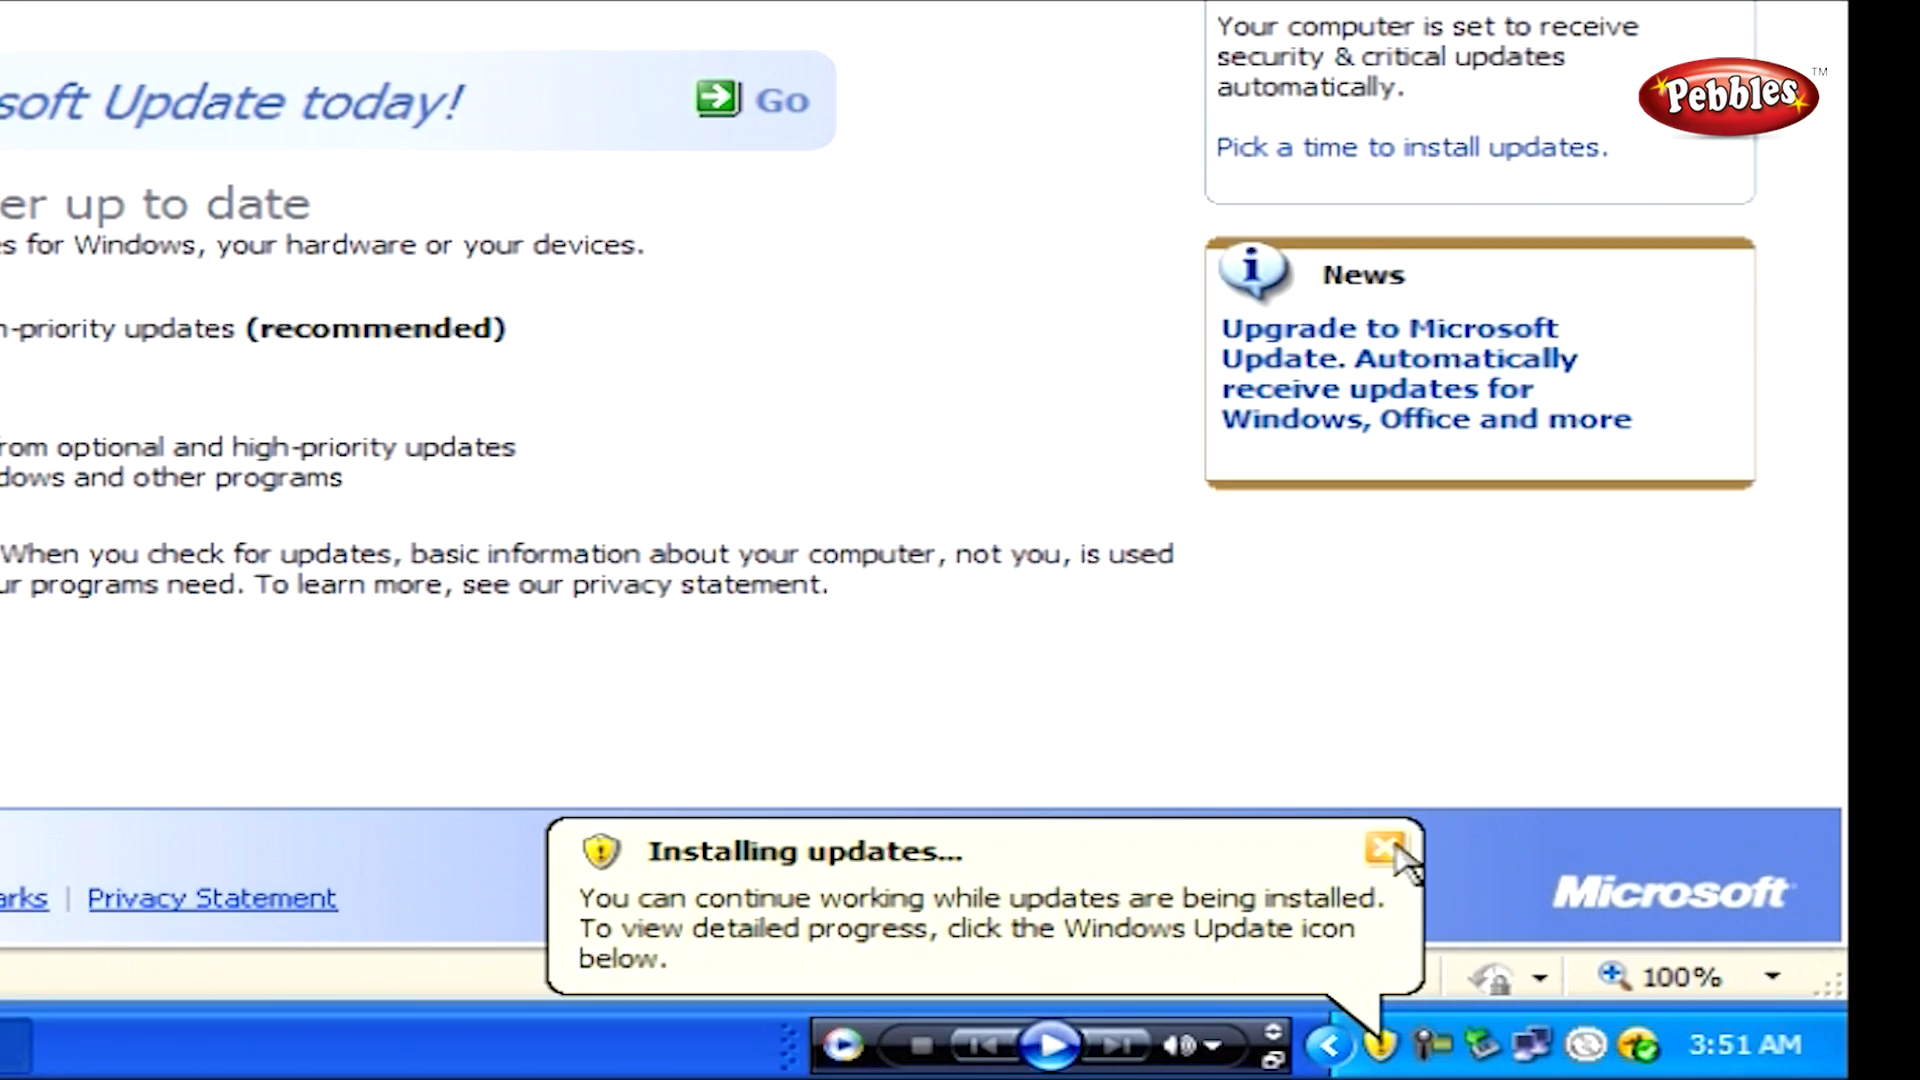 Your computer is set to receive
security & critical updates
automatically.
Pick a time to install updates.
Pebbles™
soft Update today!
Go
er up to date
es for Windows, your hardware or your devices.
h-priority updates (recommended)
rom optional and high-priority updates
dows and other programs
When you check for updates, basic information about your computer, not you, is used
ur programs need. To learn more, see our privacy statement.
News
Upgrade to Microsoft
Update. Automatically
receive updates for
Windows, Office and more
arks | Privacy Statement
Installing updates...
You can continue working while updates are being installed.
To view detailed progress, click the Windows Update icon
below.
Microsoft
100%
3:51 AM